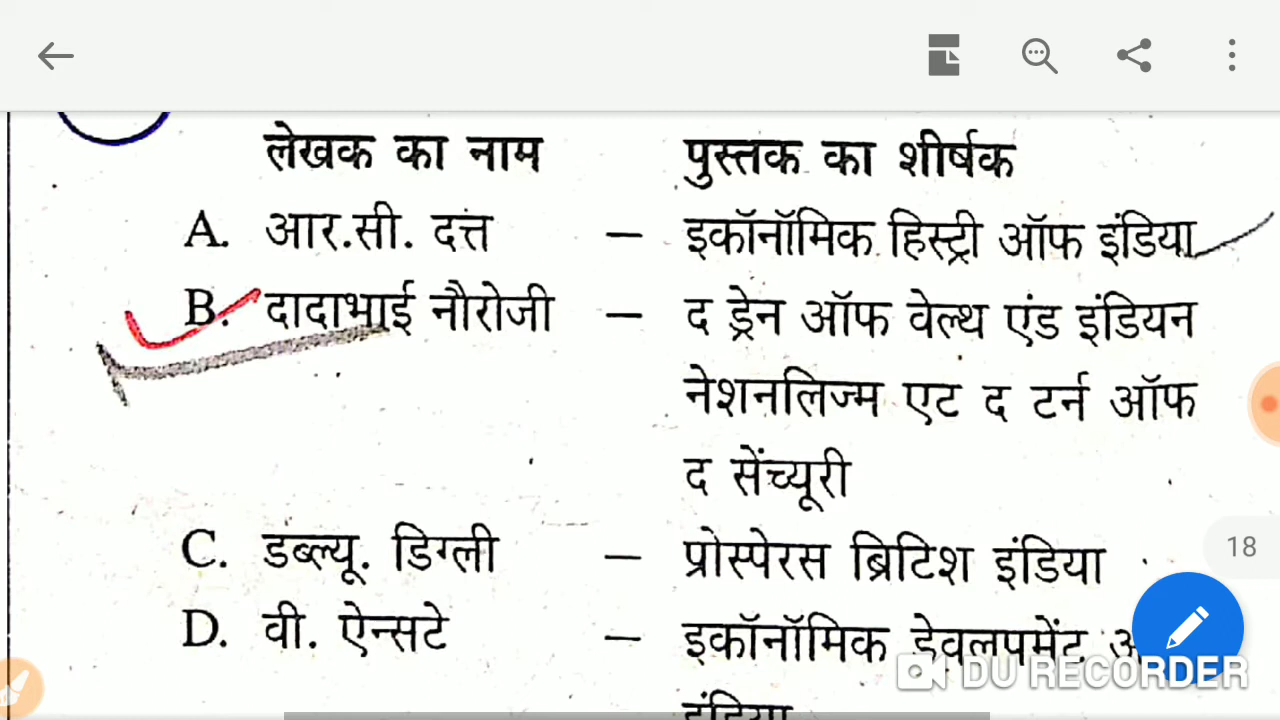 लेखक का नाम पुस्तक का शीर्षक
A. आर.सी. दत्त – इकॉनॉमिक हिस्ट्री ऑफ इंडिया
B. दादाभाई नौरोजी – द ड्रेन ऑफ वेल्थ एंड इंडियन
नेशनलिज्म एट द टर्न ऑफ
द सेंच्यूरी
C. डब्ल्यू. डिग्ली – प्रोस्पेरस ब्रिटिश इंडिया
18
D. वी. ऐन्सटे – इकॉनॉमिक डेवलपमेंट
DU RECORDER
इंडिया